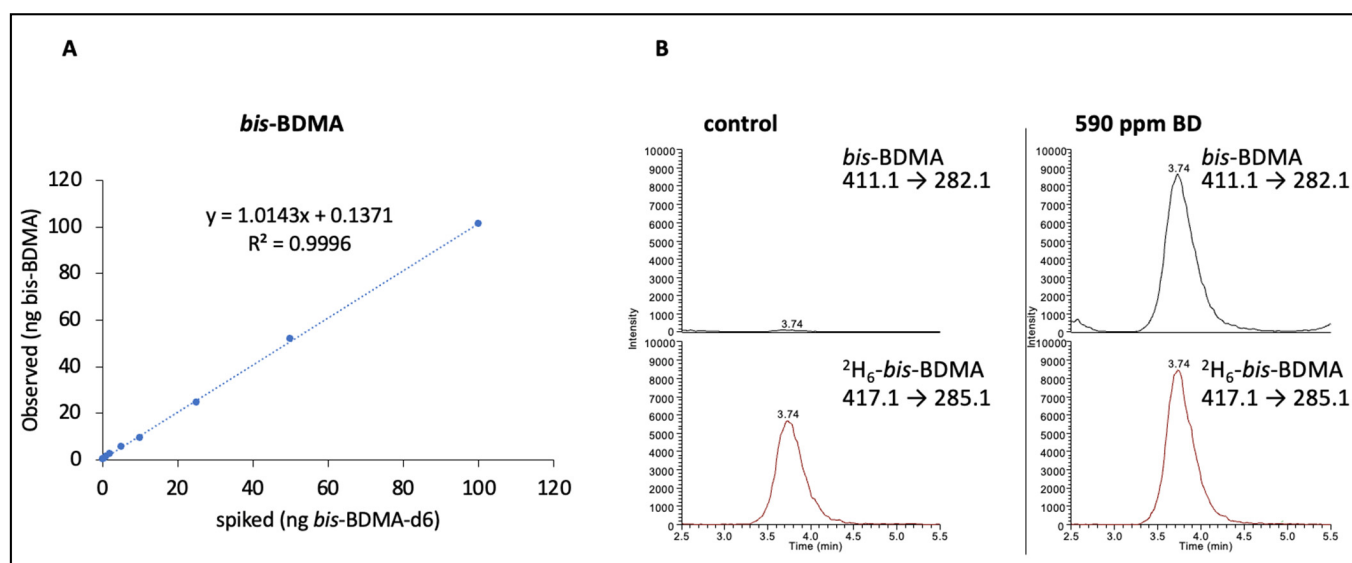 A
bis-BDMA
y = 1.0143x + 0.1371
R² = 0.9996
Observed (ng bis-BDMA)
120
100
80
60
40
20
0
0 20 40 60 80 100 120
spiked (ng bis-BDMA-d6)
B
control
10000
9000
8000
7000
6000
5000
4000
3000
2000
1000
0
bis-BDMA
411.1 → 282.1
3.74
Intensity
10000
9000
8000
7000
6000
5000
4000
3000
2000
1000
0
²H₆-bis-BDMA
417.1 → 285.1
3.74
2.5 3.0 3.5 4.0 4.5 5.0 5.5
Time (min)
590 ppm BD
10000
9000
8000
7000
6000
5000
4000
3000
2000
1000
0
bis-BDMA
411.1 → 282.1
3.74
Intensity
10000
9000
8000
7000
6000
5000
4000
3000
2000
1000
0
²H₆-bis-BDMA
417.1 → 285.1
3.74
2.5 3.0 3.5 4.0 4.5 5.0 5.5
Time (min)